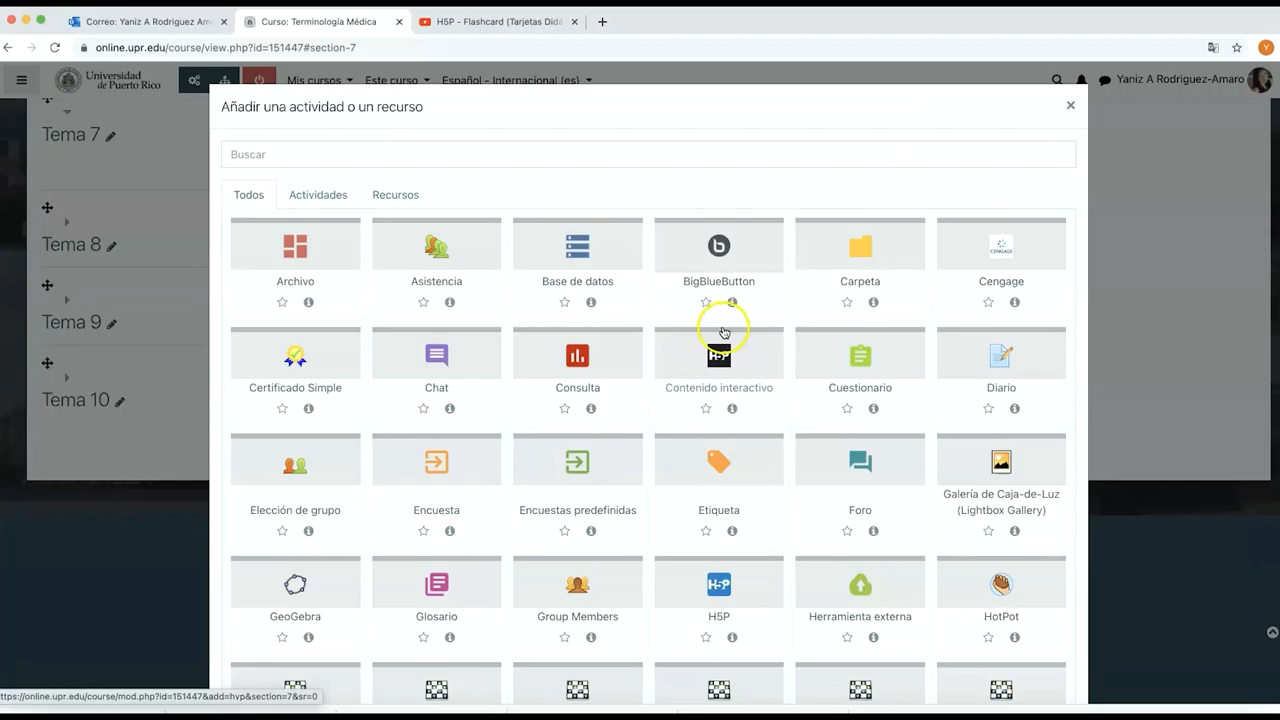 Correo: Yaniz A Rodriguez Am
Curso: Terminología Médica
H5P - Flashcard (Tarjetas Didá
online.upr.edu/course/view.php?id=151447#section-7
Universidad
de Puerto Rico
Mis cursos
Este curso
Español - Internacional (es)
Yaniz A Rodriguez-Amaro
Añadir una actividad o un recurso
Buscar
Todos
Actividades
Recursos
Tema 7
Tema 8
Tema 9
Tema 10
Archivo
Asistencia
Base de datos
BigBlueButton
Carpeta
CENGAGE
Cengage
Certificado Simple
Chat
Consulta
H5P
Contenido interactivo
Cuestionario
Diario
Elección de grupo
Encuesta
Encuestas predefinidas
Etiqueta
Foro
Galería de Caja-de-Luz
(Lightbox Gallery)
GeoGebra
Glosario
Group Members
H5P
H5P
Herramienta externa
HotPot
ttps://online.upr.edu/course/mod.php?id=151447&add=hvp&section=7&sr=0